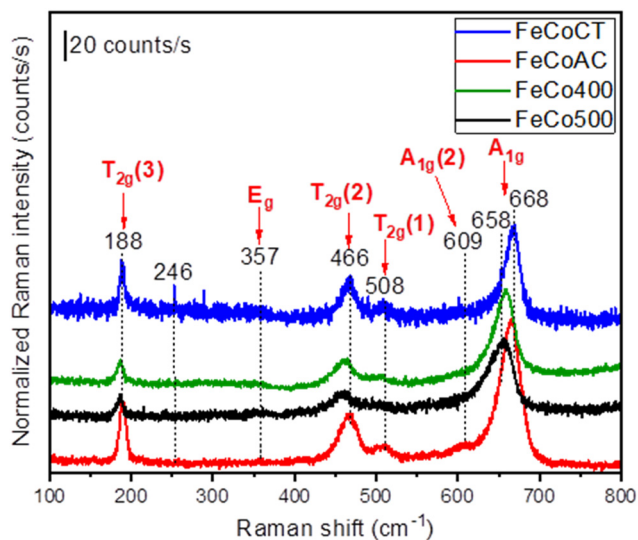 20 counts/s
FeCoCT
FeCoAC
FeCo400
FeCo500
A1g
A1g(2)
T2g(3)
668
Eg
T2g(2)
658
T2g(1)
609
188
246
357
466
508
Normalized Raman intensity (counts/s)
100 200 300 400 500 600 700 800
Raman shift (cm⁻¹)